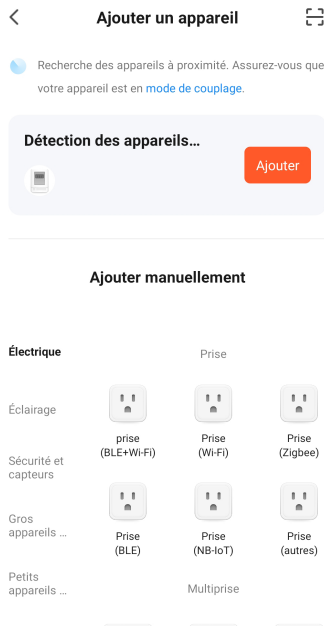 Ajouter un appareil
Recherche des appareils à proximité. Assurez-vous que
votre appareil est en mode de couplage.
Détection des appareils...
Ajouter
Ajouter manuellement
Électrique
Prise
prise
(BLE+Wi-Fi)
Prise
(Wi-Fi)
Prise
(Zigbee)
Éclairage
Sécurité et
capteurs
Prise
(BLE)
Prise
(NB-IoT)
Prise
(autres)
Gros
appareils ...
Petits
appareils ...
Multiprise